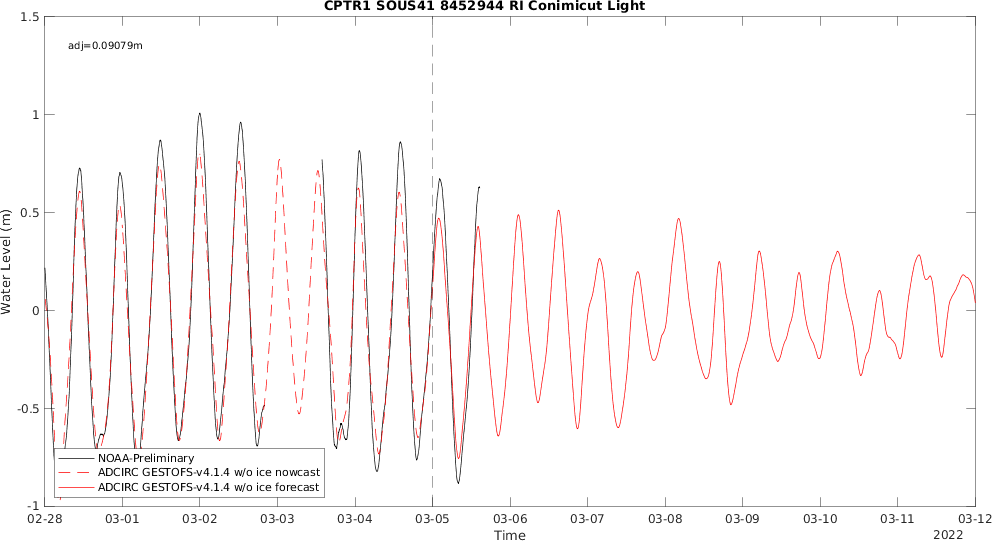 CPTR1 SOUS41 8452944 RI Conimicut Light
adj=0.09079m
Water Level (m)
1.5
1
0.5
0
-0.5
-1
NOAA-Preliminary
ADCIRC GESTOFS-v4.1.4 w/o ice nowcast
ADCIRC GESTOFS-v4.1.4 w/o ice forecast
02-28 03-01 03-02 03-03 03-04 03-05 03-06 03-07 03-08 03-09 03-10 03-11 03-12
Time
2022